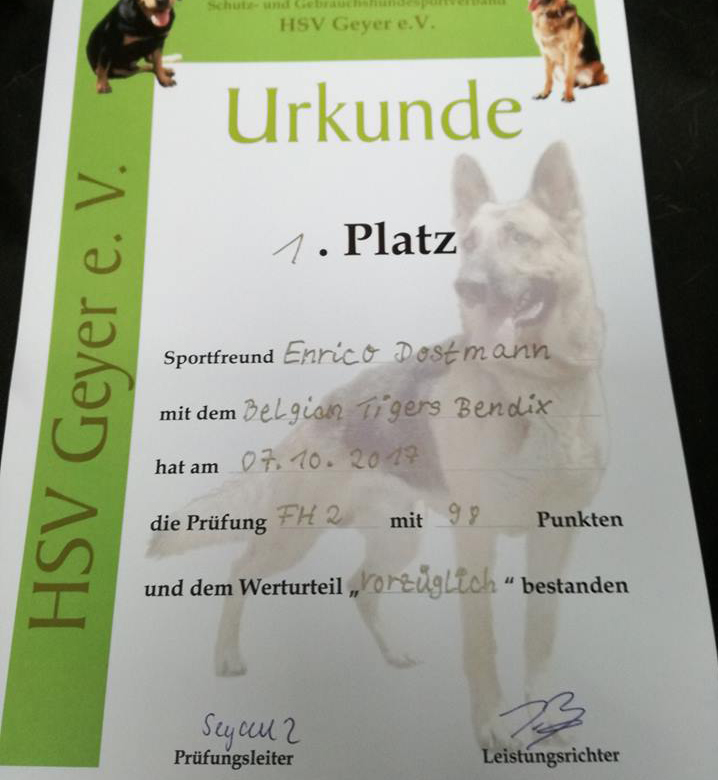 Schutz- und Gebrauchshundesportverband
HSV Geyer e.V.
HSV Geyer e. V.
Urkunde
1. Platz
Sportfreund Enrico Dostmann
mit dem Belgian Tigers Bendix
hat am 07.10.2017
die Prüfung FH 2 mit 98 Punkten
und dem Werturteil „vorzüglich“ bestanden
Prüfungsleiter
Leistungsrichter